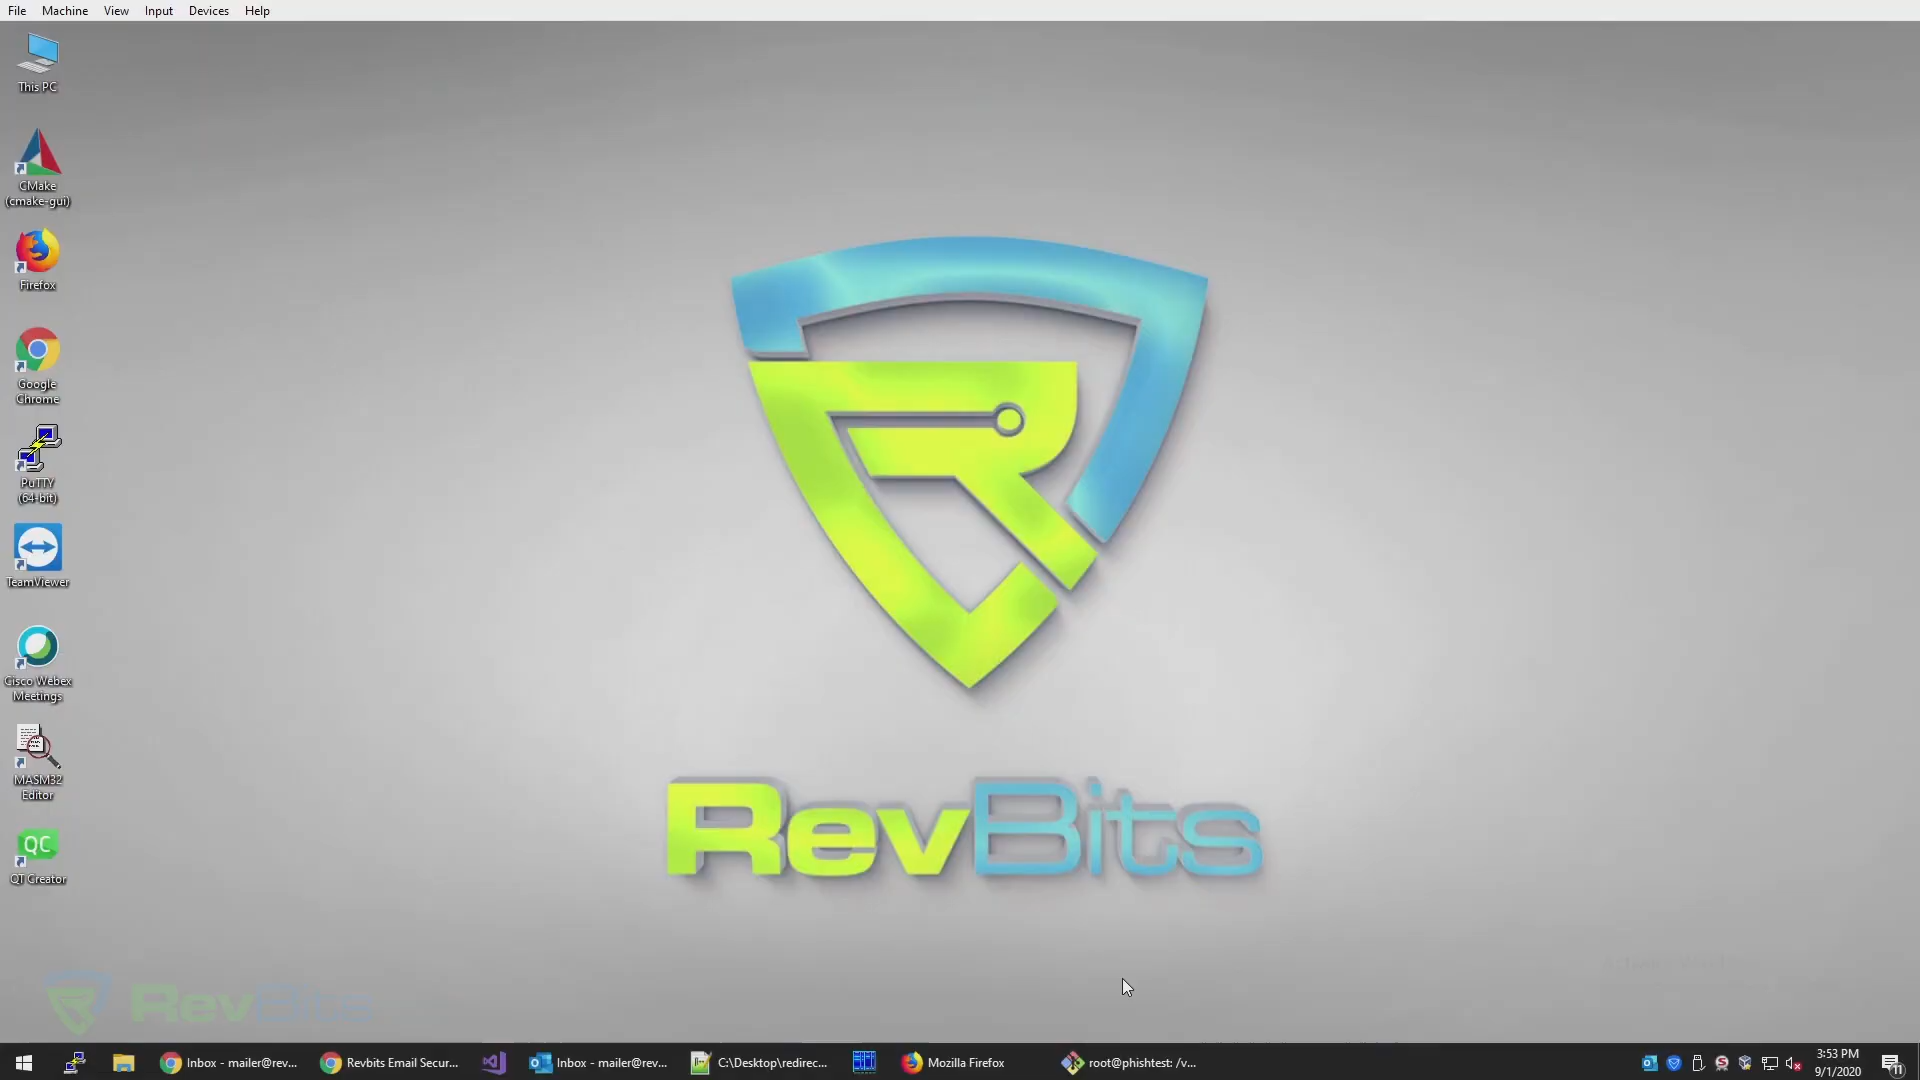 File Machine View Input Devices Help
This PC
CMake
(cmake-gui)
Firefox
Google
Chrome
PuTTY
(64-bit)
TeamViewer
Cisco Webex
Meetings
MASM32
Editor
QC
QT Creator
RevBits
RevBits
Inbox - mailer@rev...
Revbits Email Secur...
Inbox - mailer@rev...
C:\Desktop\redirec...
Mozilla Firefox
root@phishtest: /v...
3:53 PM
9/1/2020
11